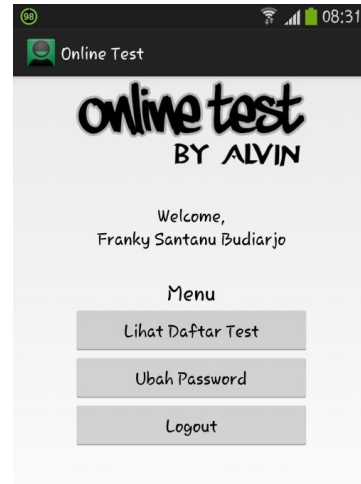 98
08:31
Online Test
online test
BY ALVIN
Welcome,
Franky Santanu Budiarjo
Menu
Lihat Daftar Test
Ubah Password
Logout